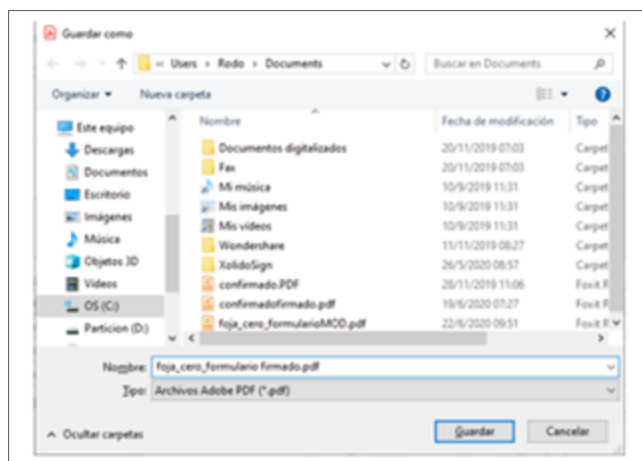 Guardar como
« Users > Rodo > Documents
Buscar en Documents
Organizar
Nueva carpeta
Nombre
Fecha de modificación
Tipo
Este equipo
Descargas
Documentos
Escritorio
Imágenes
Música
Objetos 3D
Vídeos
OS (C:)
Particion (D:)
Documentos digitalizados 20/11/2019 07:03 Carpet
Fax 20/11/2019 07:03 Carpet
Mi música 10/9/2019 11:31 Carpet
Mis imágenes 10/9/2019 11:31 Carpet
Mis vídeos 10/9/2019 11:31 Carpet
Wondershare 11/11/2019 08:27 Carpet
XolidoSign 26/5/2020 08:57 Carpet
confirmado.PDF 28/11/2019 11:06 Foxit R
confirmadofirmado.pdf 19/6/2020 07:27 Foxit R
foja_cero_formularioMOD.pdf 22/6/2020 09:51 Foxit R
Nombre: foja_cero_formulario firmado.pdf
Tipo: Archivos Adobe PDF (*.pdf)
Ocultar carpetas
Guardar
Cancelar